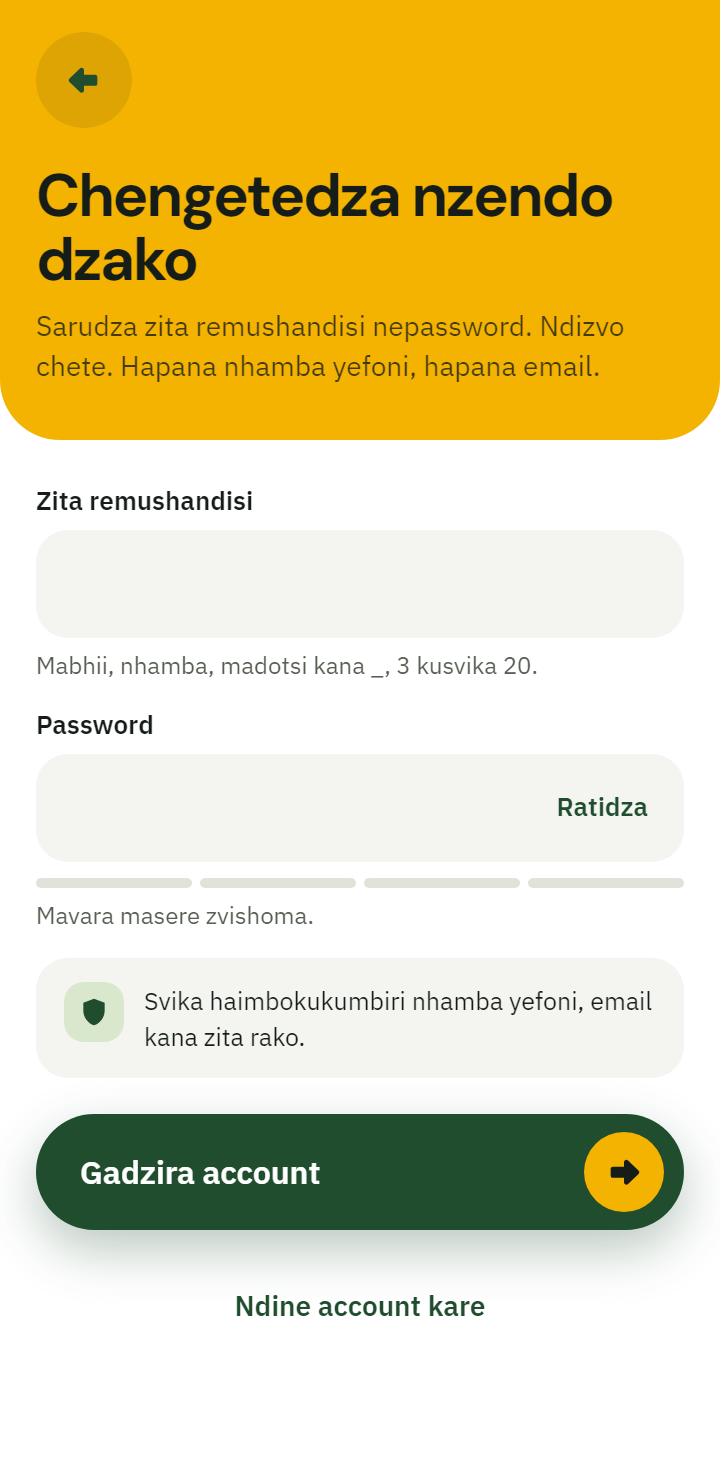 Chengetedza nzendo
dzako
Sarudza zita remushandisi nepassword. Ndizvo
chete. Hapana nhamba yefoni, hapana email.
Zita remushandisi
Mabhii, nhamba, madotsi kana _, 3 kusvika 20.
Password
Ratidza
Mavara masere zvishoma.
Svika haimbokukumbiri nhamba yefoni, email
kana zita rako.
Gadzira account
Ndine account kare